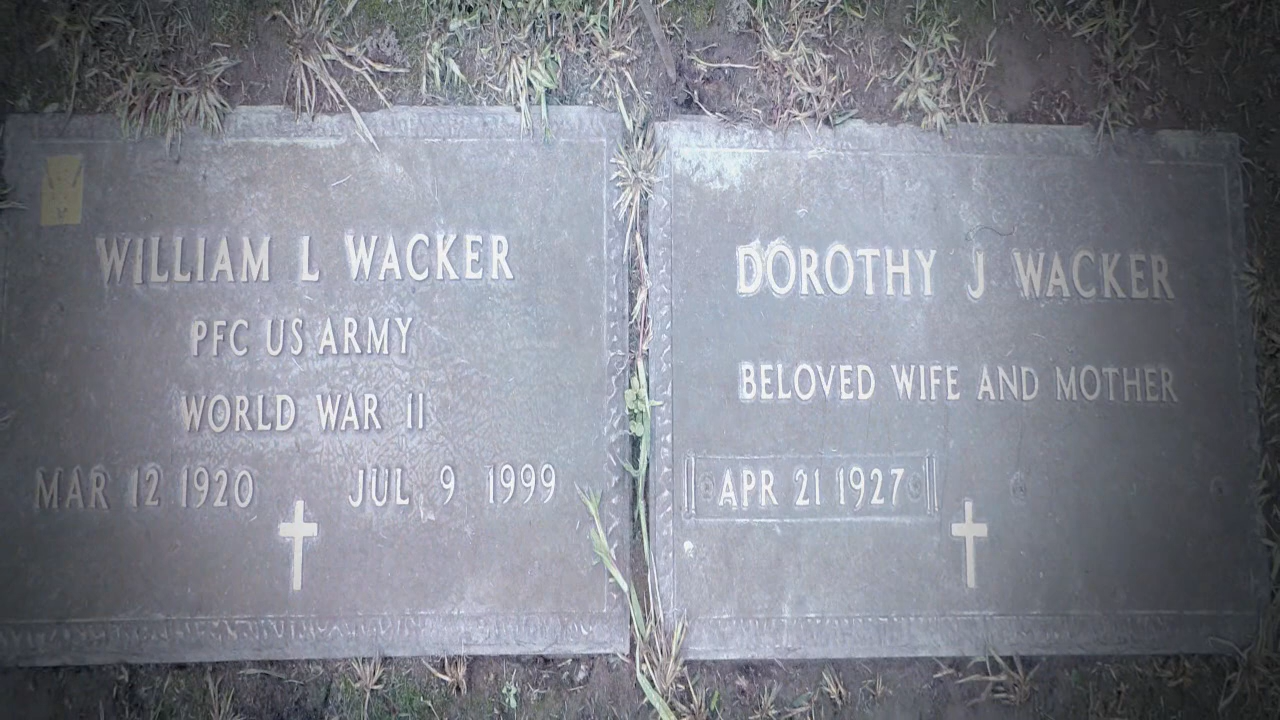 WILLIAM L WACKER
PFC US ARMY
WORLD WAR II
MAR 12 1920 JUL 9 1999
DOROTHY J WACKER
BELOVED WIFE AND MOTHER
APR 21 1927